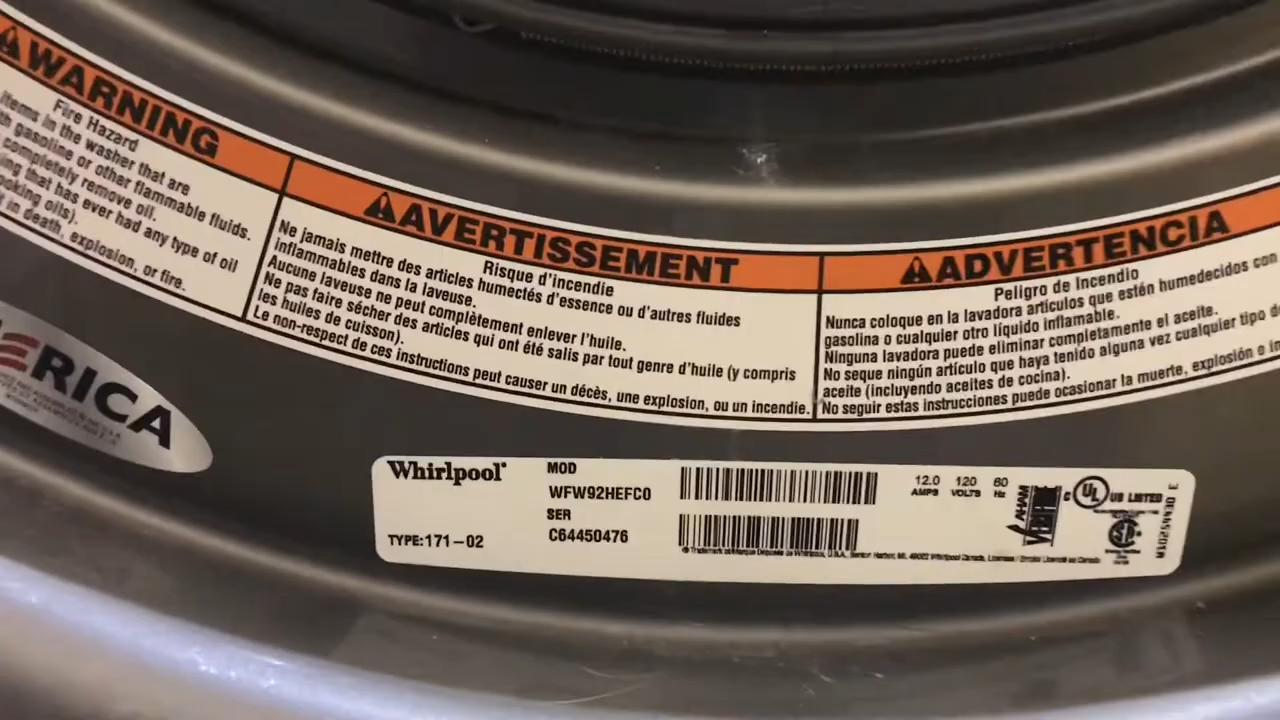 WARNING
Fire Hazard
items in the washer that are
gasoline or other flammable fluids.
completely remove oil.
that has ever had any type of oil
oils).
in death, explosion, or fire.
AVERTISSEMENT
Risque d'incendie
Ne jamais mettre des articles humectés d'essence ou d'autres fluides
inflammables dans la laveuse.
Aucune laveuse ne peut complètement enlever l'huile.
Ne pas faire sécher des articles qui ont été salis par tout genre d'huile (y compris
les huiles de cuisson).
Le non-respect de ces instructions peut causer un décès, une explosion, ou un incendie.
ADVERTENCIA
Peligro de Incendio
Nunca coloque en la lavadora artículos que estén humedecidos con
gasolina o cualquier otro líquido inflamable.
Ninguna lavadora puede eliminar completamente el aceite.
No seque ningún artículo que haya tenido alguna vez cualquier tipo de
aceite (incluyendo aceites de cocina).
No seguir estas instrucciones puede ocasionar la muerte, explosión o
ERICA
Whirlpool
TYPE:171-02
MOD
WFW92HEFC0
SER
C64450476
12.0 120 60
AMPS VOLTS Hz
AHAM
VERIFIED
C UL US LISTED